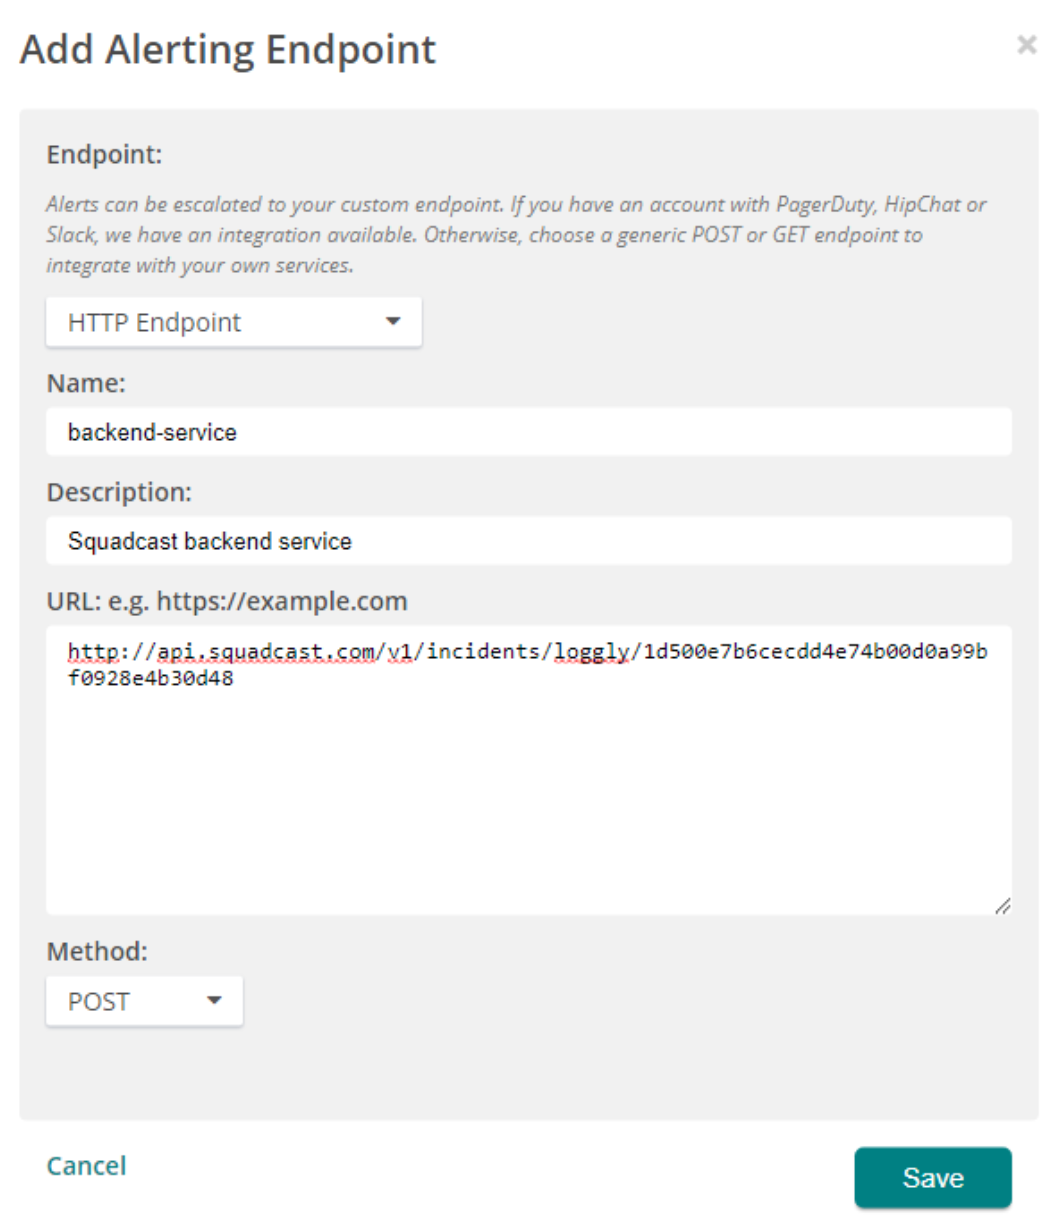 Add Alerting Endpoint
×
Endpoint:
Alerts can be escalated to your custom endpoint. If you have an account with PagerDuty, HipChat or
Slack, we have an integration available. Otherwise, choose a generic POST or GET endpoint to
integrate with your own services.
HTTP Endpoint
Name:
backend-service
Description:
Squadcast backend service
URL: e.g. https://example.com
http://api.squadcast.com/v1/incidents/loggly/1d500e7b6cecdd4e74b00d0a99b
f0928e4b30d48
Method:
POST
Cancel
Save